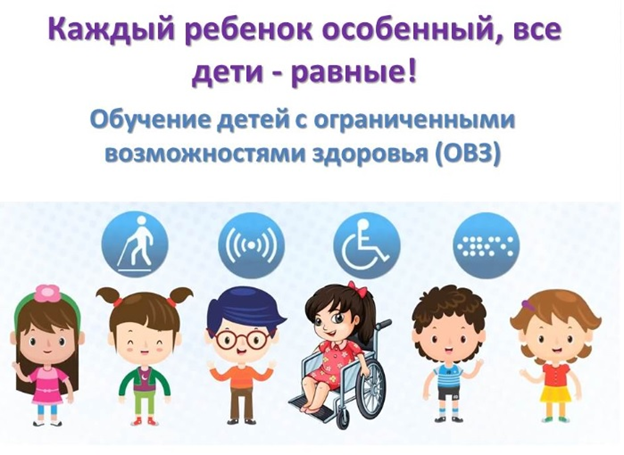 Каждый ребенок особенный, все
дети - равные!
Обучение детей с ограниченными
возможностями здоровья (ОВЗ)